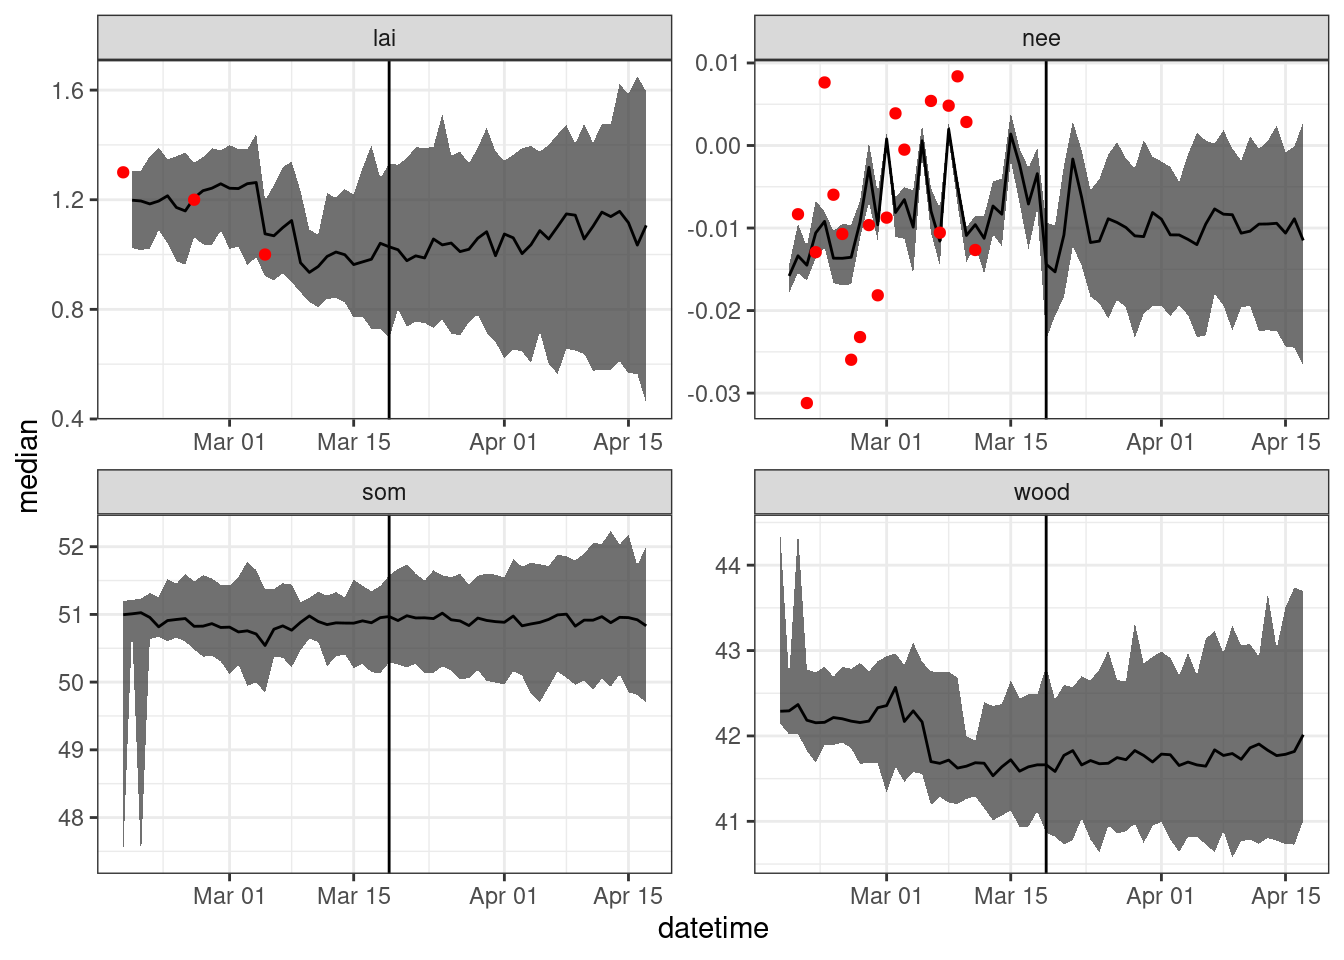 lai
nee
1.6
1.2
0.8
0.4
0.01
0.00
-0.01
-0.02
-0.03
Mar 01 Mar 15 Apr 01 Apr 15
Mar 01 Mar 15 Apr 01 Apr 15
median
som
wood
52
51
50
49
48
44
43
42
41
Mar 01 Mar 15 Apr 01 Apr 15
Mar 01 Mar 15 Apr 01 Apr 15
datetime